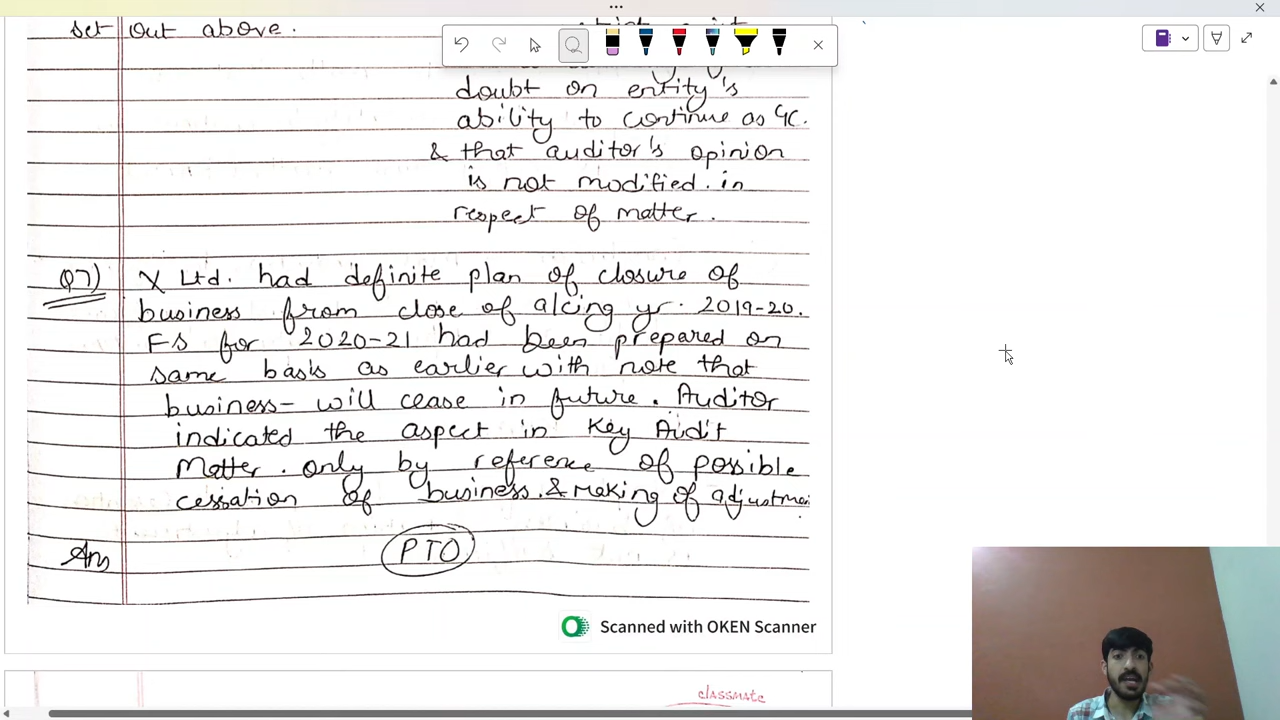 set out above.
doubt on entity's
ability to continue as GC.
& that auditor's opinion
is not modified. in
respect of matter.
Q7) X Ltd. had definite plan of closure of
business from close of a/cing yr. 2019-20.
FS for 2020-21 had been prepared on
same basis as earlier with note that
business- will cease in future. Auditor
indicated the aspect in Key Audit
Matter. only by reference of possible
cessation of business. & making of adjustmen
Ans PTO
Scanned with OKEN Scanner
classmate